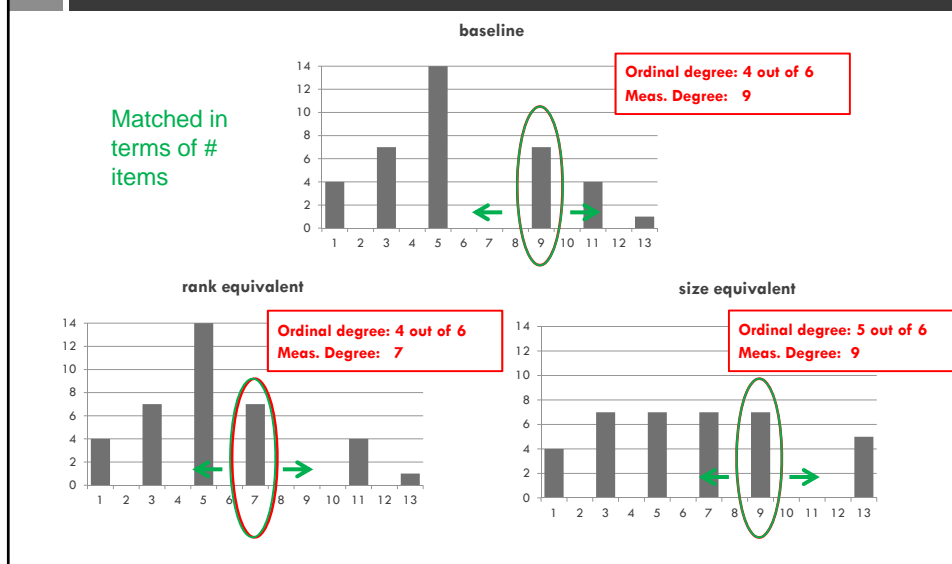 baseline
Matched in
terms of #
items
Ordinal degree: 4 out of 6
Meas. Degree: 9
14
12
10
8
6
4
2
0
1 2 3 4 5 6 7 8 9 10 11 12 13
rank equivalent
Ordinal degree: 4 out of 6
Meas. Degree: 7
14
12
10
8
6
4
2
0
1 2 3 4 5 6 7 8 9 10 11 12 13
size equivalent
Ordinal degree: 5 out of 6
Meas. Degree: 9
14
12
10
8
6
4
2
0
1 2 3 4 5 6 7 8 9 10 11 12 13